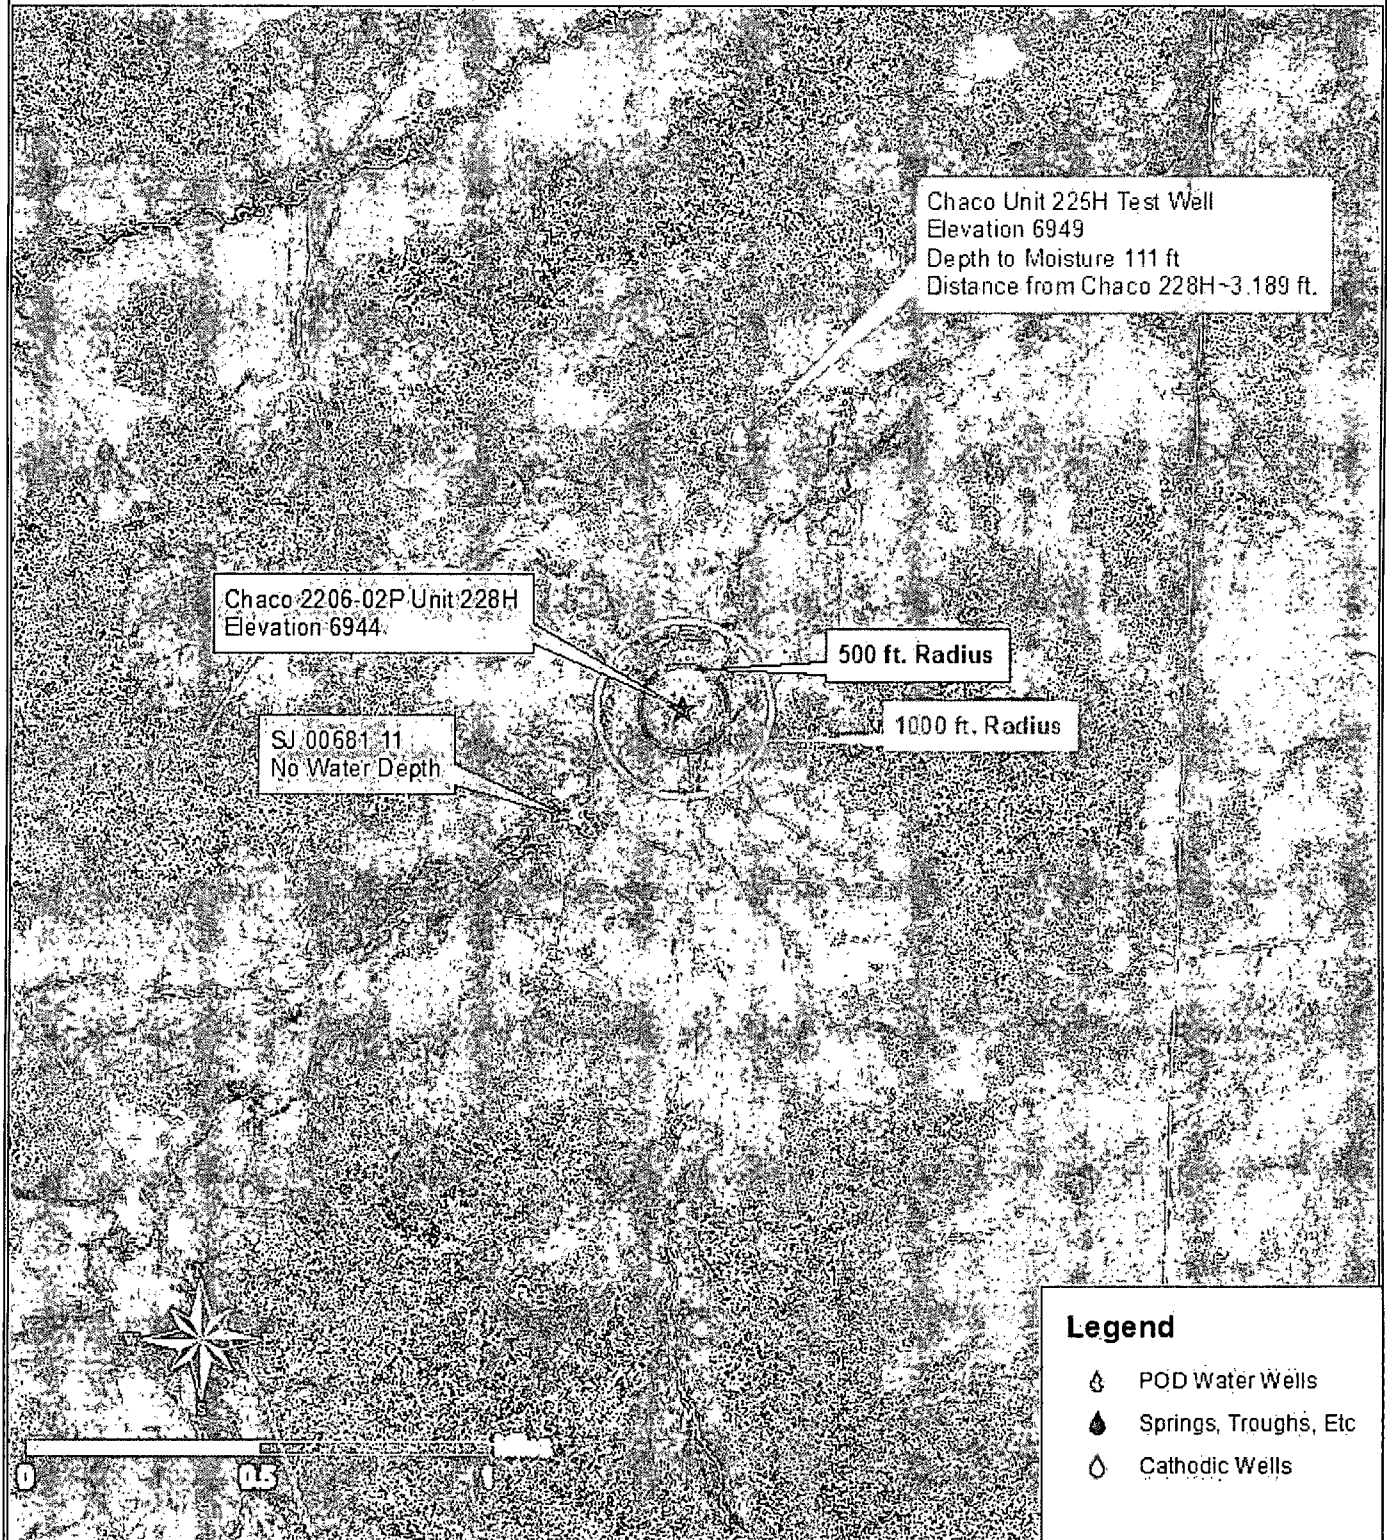 Chaco Unit 225H Test Well
Elevation 6949
Depth to Moisture 111 ft
Distance from Chaco 228H~3.189 ft.
Chaco 2206-02P Unit 228H
Elevation 6944
500 ft. Radius
1000 ft. Radius
SJ 00681 11
No Water Depth
Legend
POD Water Wells
Springs, Troughs, Etc
Cathodic Wells
0 0.5 1